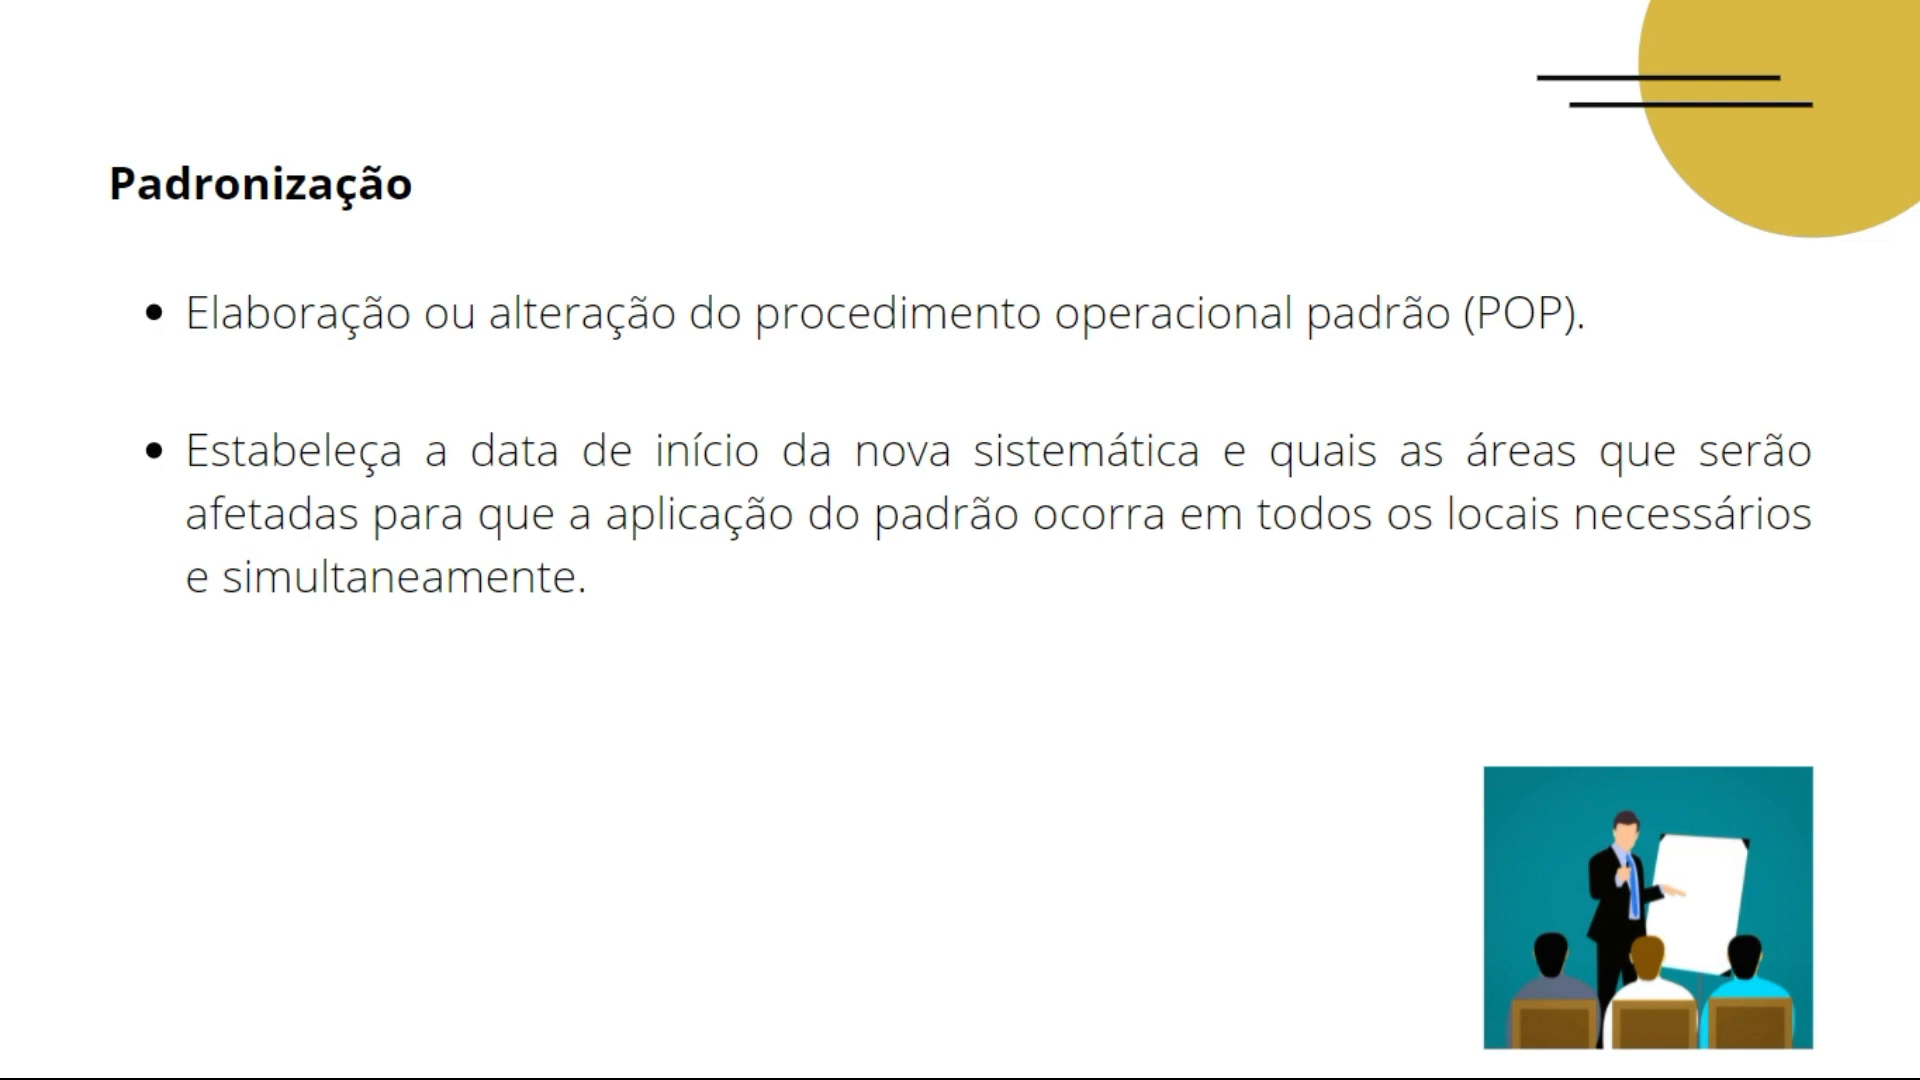 Padronização
• Elaboração ou alteração do procedimento operacional padrão (POP).
• Estabeleça a data de início da nova sistemática e quais as áreas que serão
afetadas para que a aplicação do padrão ocorra em todos os locais necessários
e simultaneamente.